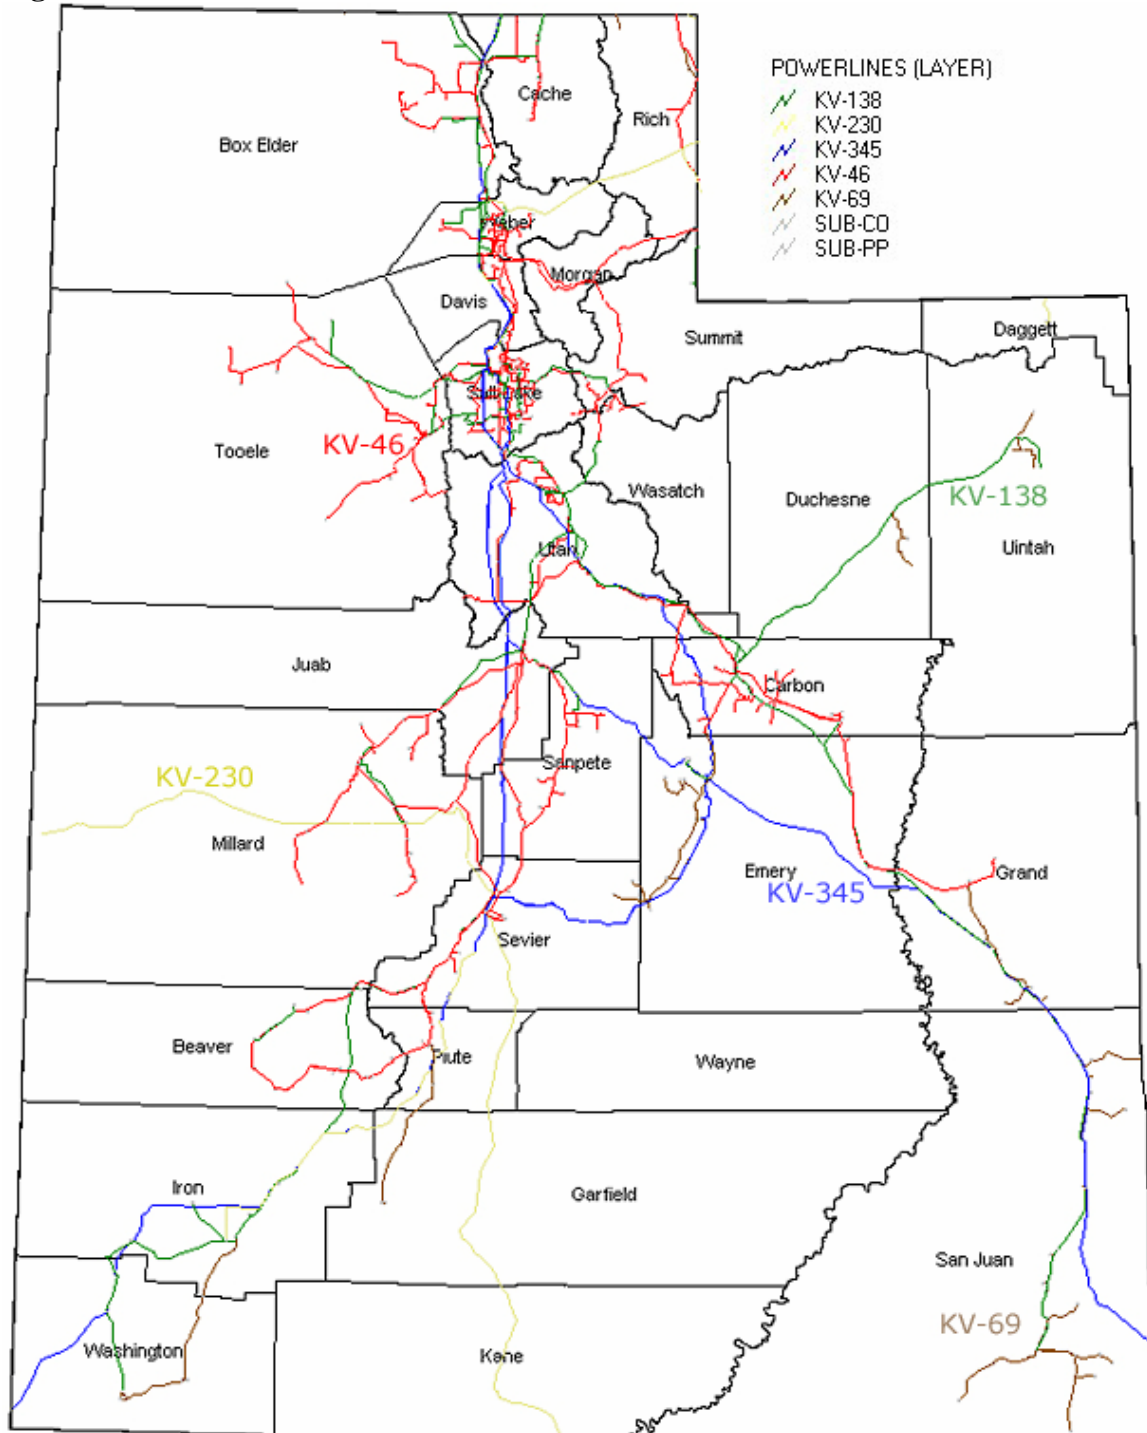 g
POWERLINES (LAYER)
KV-138
KV-230
KV-345
KV-46
KV-69
SUB-CO
SUB-PP
Cache
Rich
Box Elder
Weber
Morgan
Davis
Summit
Daggett
Salt Lake
KV-46
Tooele
Wasatch
Duchesne
KV-138
Utah
Uintah
Juab
Carbon
Sanpete
KV-230
Millard
Emery
Grand
KV-345
Sevier
Beaver
Piute
Wayne
Iron
Garfield
San Juan
KV-69
Washington
Kane